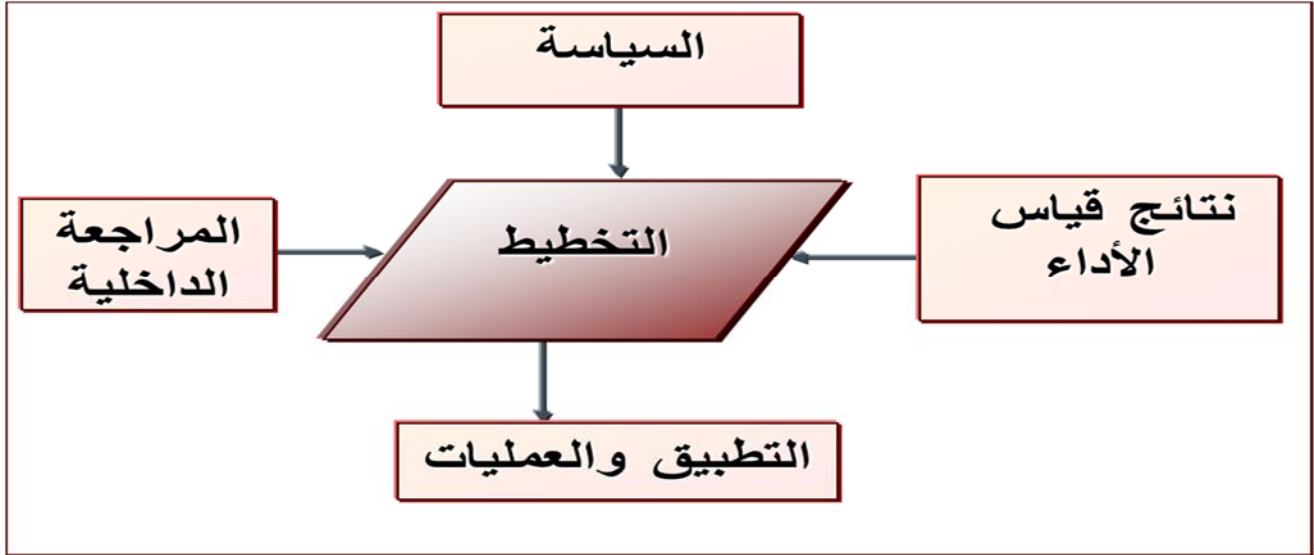 السياسة
نتائج قياس
الأداء
التخطيط
المراجعة
الداخلية
التطبيق والعمليات